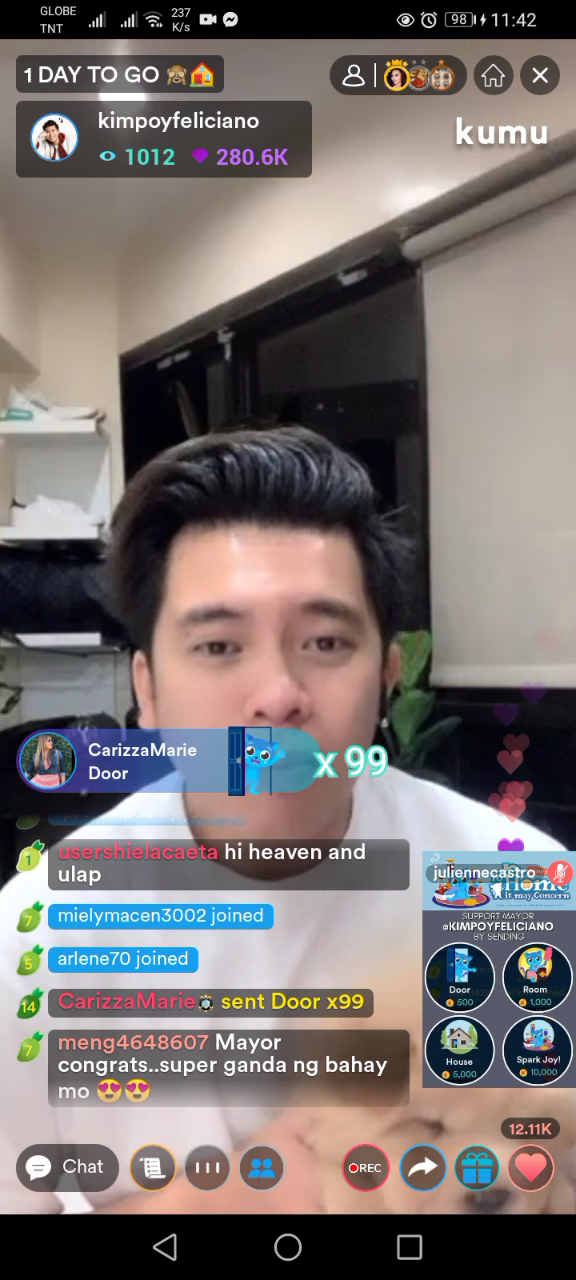 GLOBE
TNT
237
K/s
98
11:42
1 DAY TO GO 🙈🏠
kimpoyfeliciano
1012 280.6K
kumu
CarizzaMarie
Door
x 99
1 usershielacaeta hi heaven and
ulap
7 mielymacen3002 joined
5 arlene70 joined
14 CarizzaMarie sent Door x99
7 meng4648607 Mayor
congrats..super ganda ng bahay
mo 😍😍
juliennecastro
Home
it may Concern
SUPPORT MAYOR
@KIMPOYFELICIANO
BY SENDING
Door
500
Room
1,000
House
5,000
Spark Joy!
10,000
12.11K
Chat
REC